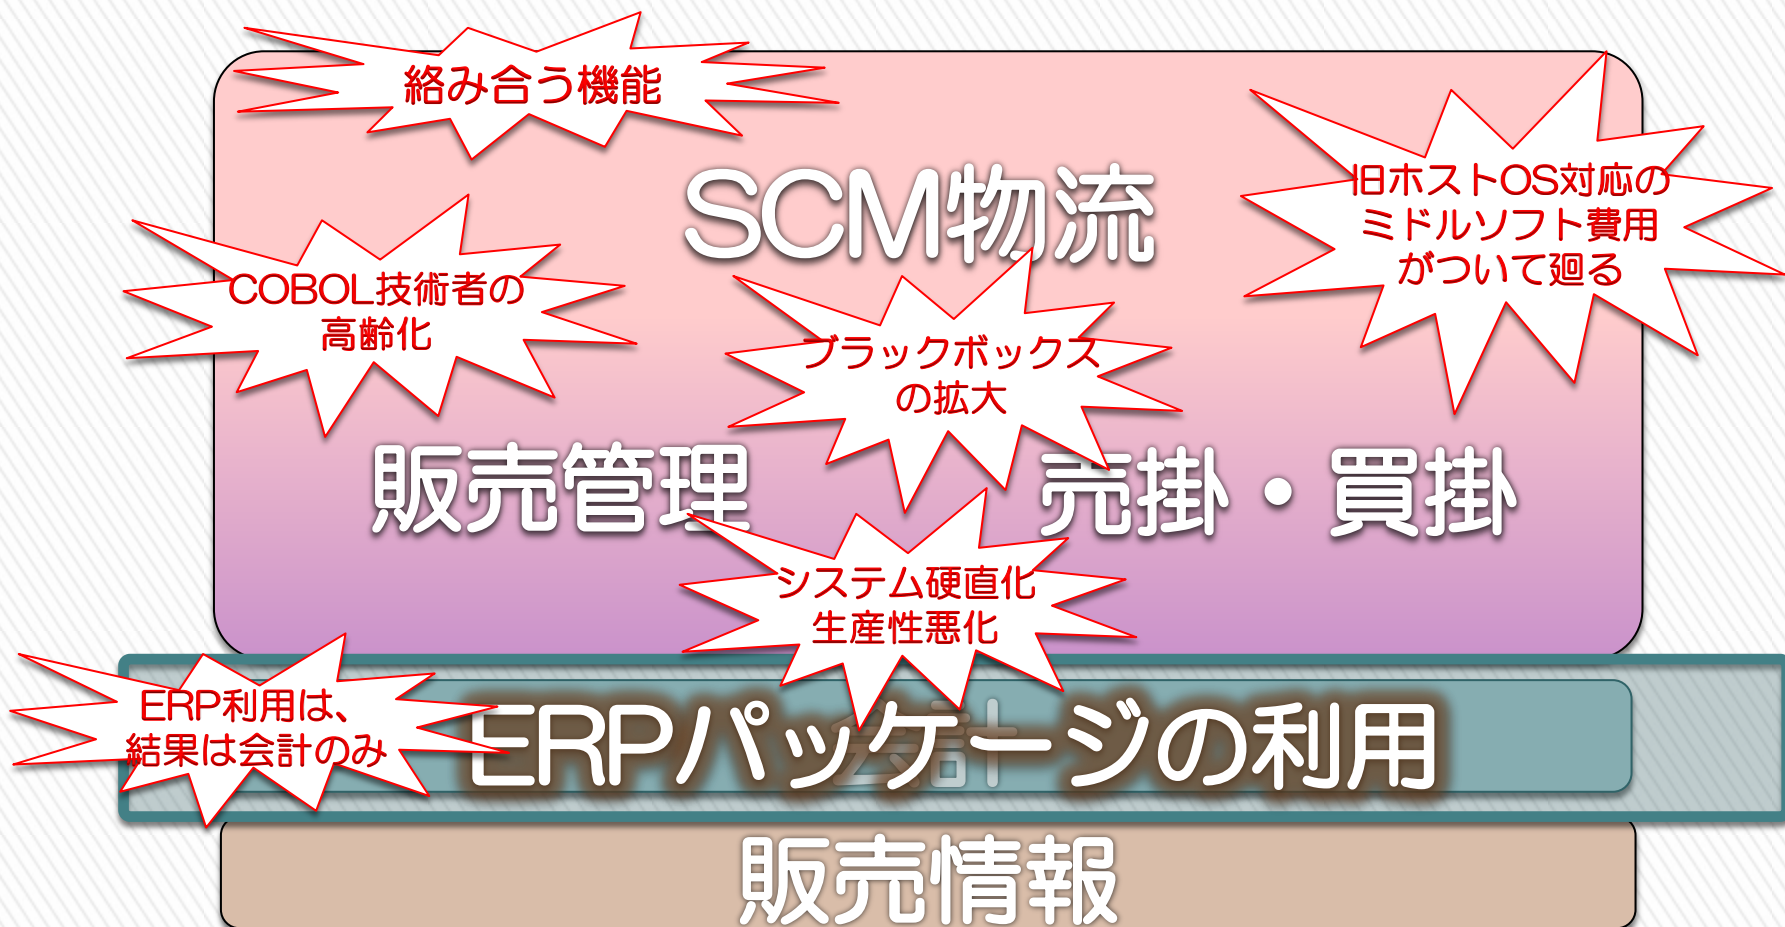 絡み合う機能
SCM物流
旧ホストOS対応の
ミドルソフト費用
がついて廻る
COBOL技術者の
高齢化
ブラックボックス
の拡大
販売管理
売掛・買掛
システム硬直化
生産性悪化
ERP利用は、
結果は会計のみ
会計
ERPパッケージの利用
販売情報